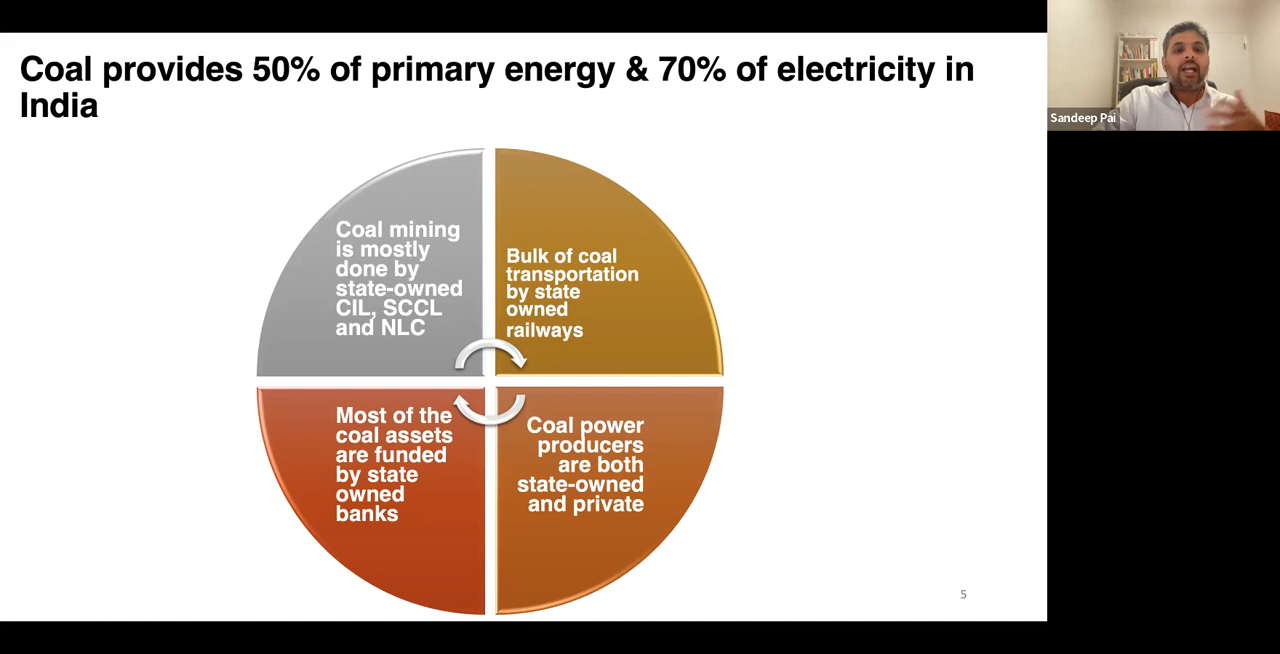 Coal provides 50% of primary energy & 70% of electricity in
India
Coal mining
is mostly
done by
state-owned
CIL, SCCL
and NLC
Bulk of coal
transportation
by state
owned
railways
Most of the
coal assets
are funded
by state
owned
banks
Coal power
producers
are both
state-owned
and private
5
Sandeep Pai